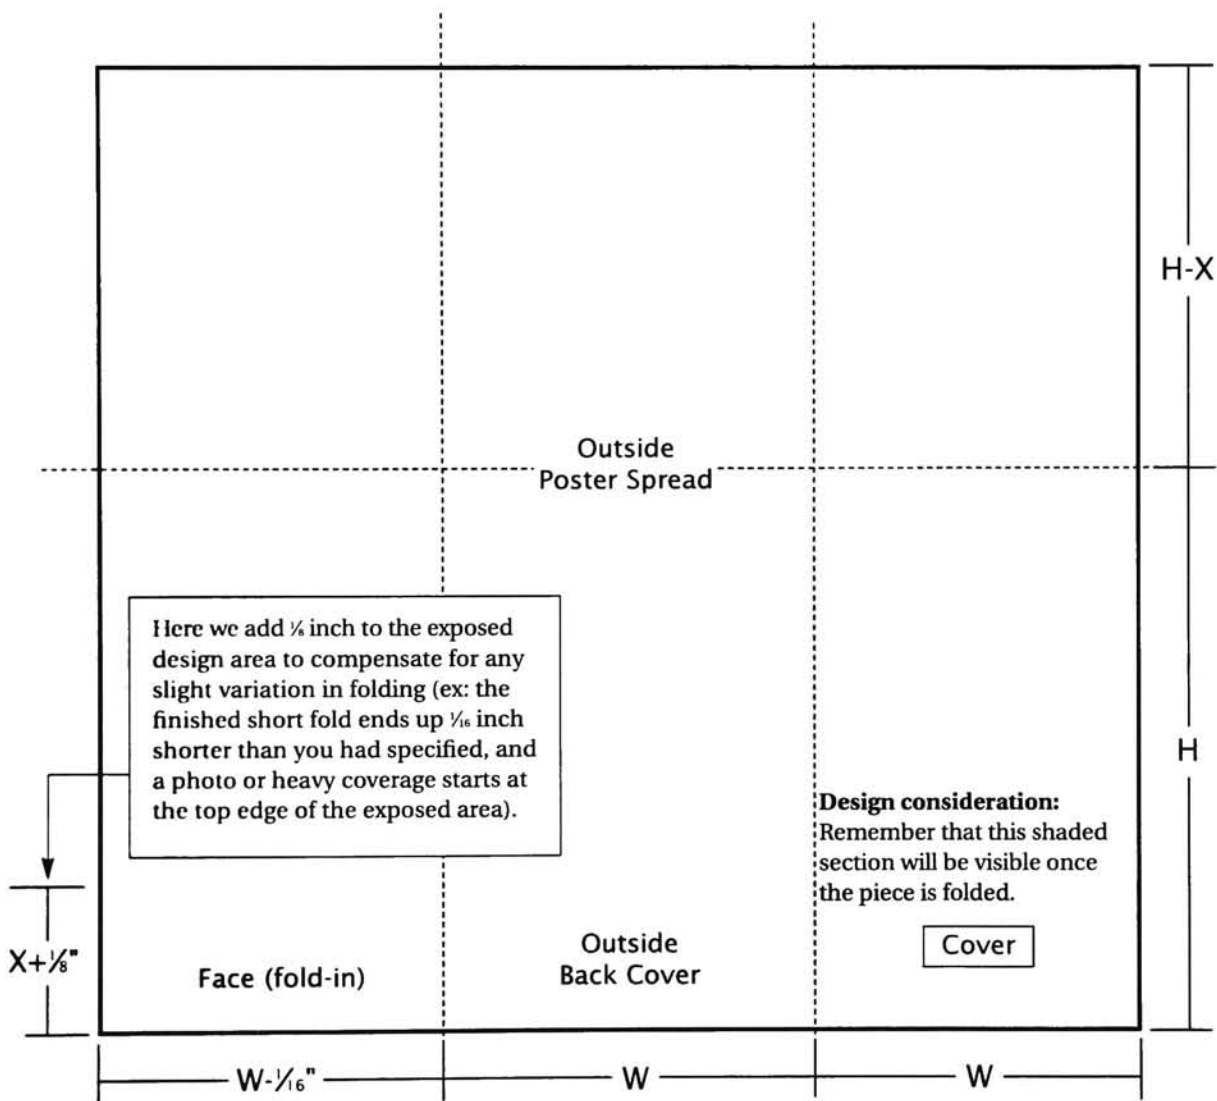 H-X
Outside
Poster Spread
Here we add ⅛ inch to the exposed
design area to compensate for any
slight variation in folding (ex: the
finished short fold ends up 1⁄16 inch
shorter than you had specified, and
a photo or heavy coverage starts at
the top edge of the exposed area).
H
Design consideration:
Remember that this shaded
section will be visible once
the piece is folded.
Cover
X+⅛"
Face (fold-in)
Outside
Back Cover
W-1⁄16"
W
W